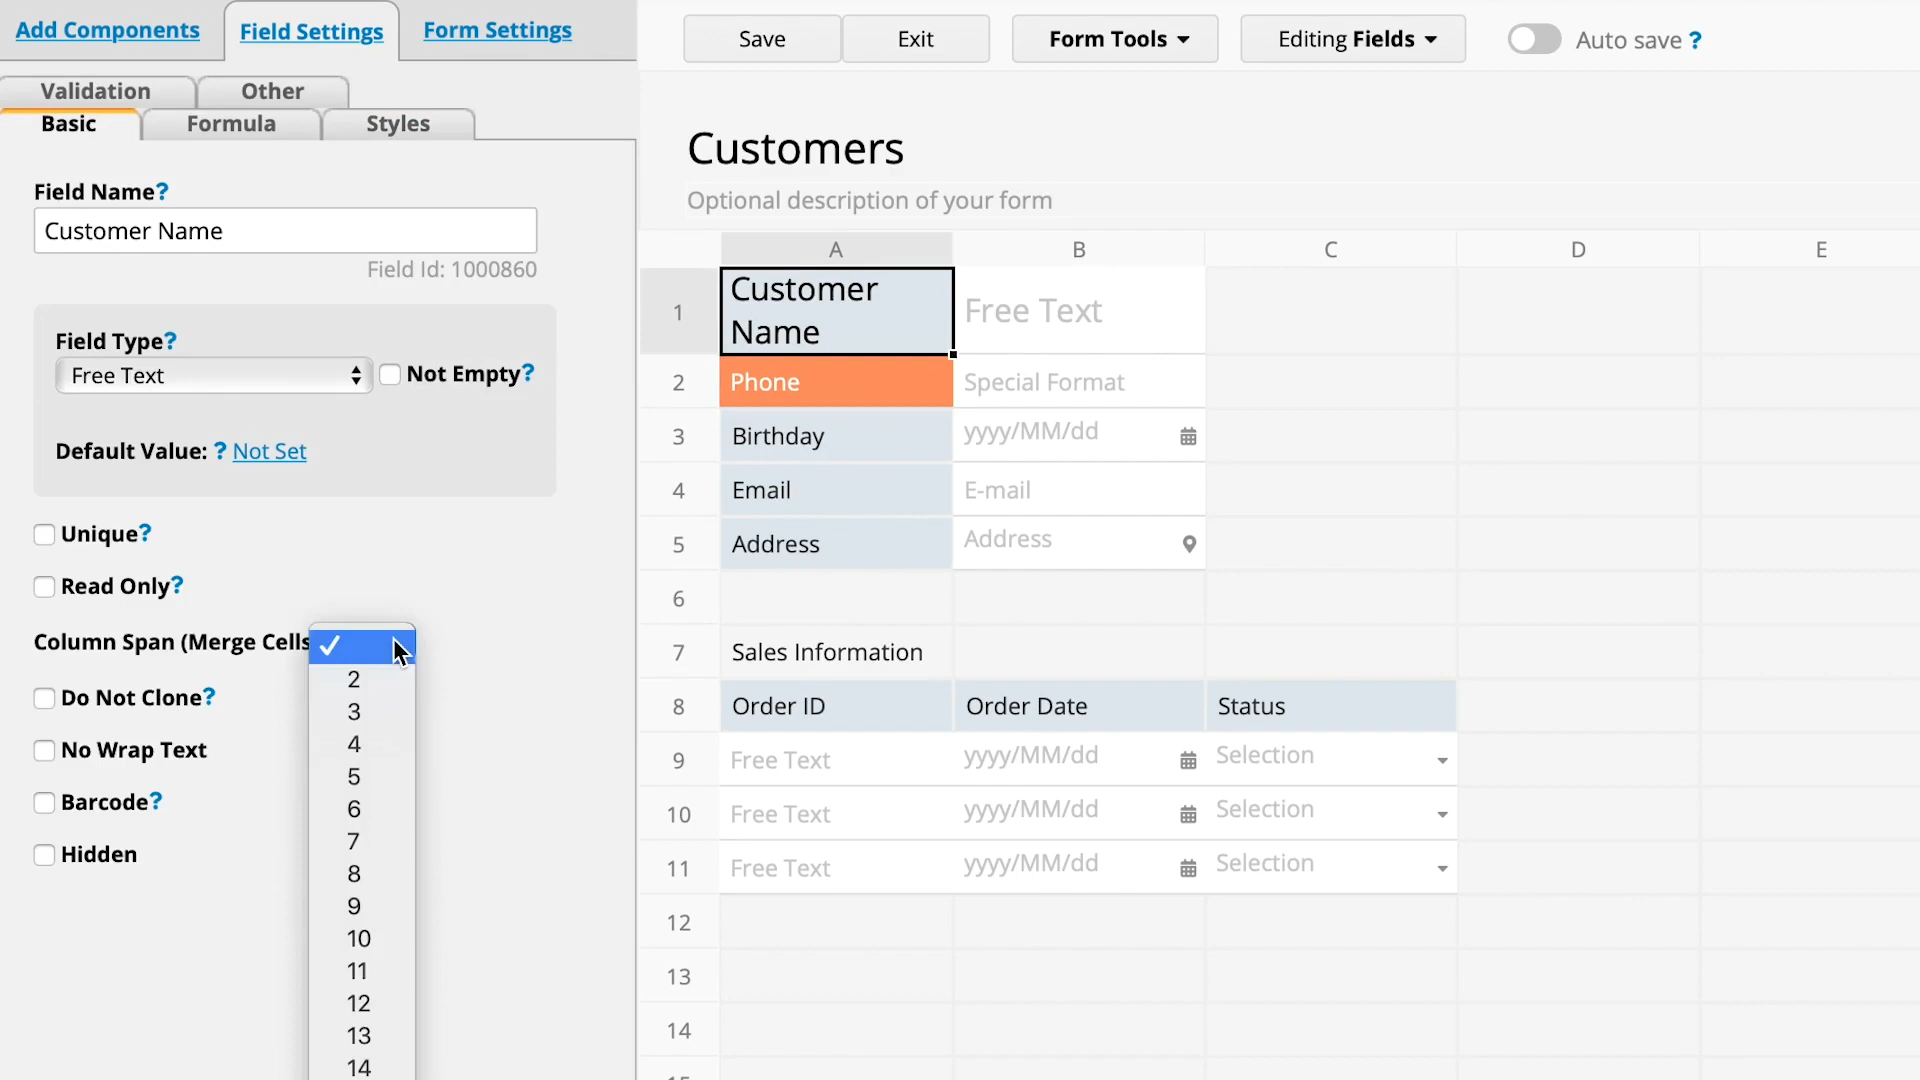 Add Components
Field Settings
Form Settings
Save
Exit
Form Tools
Editing Fields
Auto save ?
Validation
Other
Basic
Formula
Styles
Field Name?
Customer Name
Field Id: 1000860
Field Type?
Free Text
Not Empty?
Default Value: ? Not Set
Unique?
Read Only?
Column Span (Merge Cells
Do Not Clone?
No Wrap Text
Barcode?
Hidden
2
3
4
5
6
7
8
9
10
11
12
13
14
Customers
Optional description of your form
A B C D E
1 Customer Name Free Text
2 Phone Special Format
3 Birthday yyyy/MM/dd
4 Email E-mail
5 Address Address
6
7 Sales Information
8 Order ID Order Date Status
9 Free Text yyyy/MM/dd Selection
10 Free Text yyyy/MM/dd Selection
11 Free Text yyyy/MM/dd Selection
12
13
14